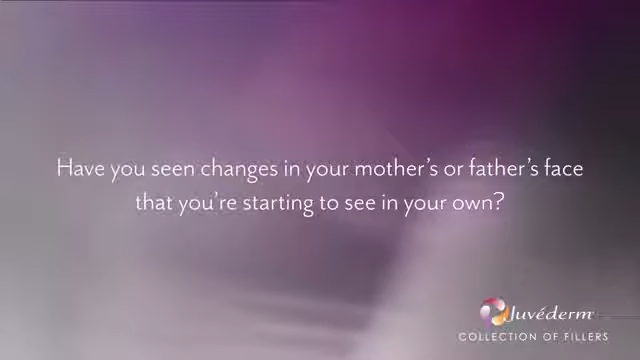 Have you seen changes in your mother's or father's face
that you're starting to see in your own?
Juvéderm
COLLECTION OF FILLERS